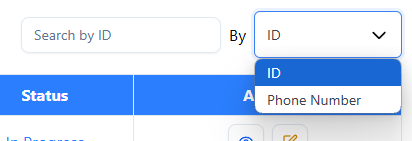 Search by ID By ID
ID
Status A
Phone Number
In Progress